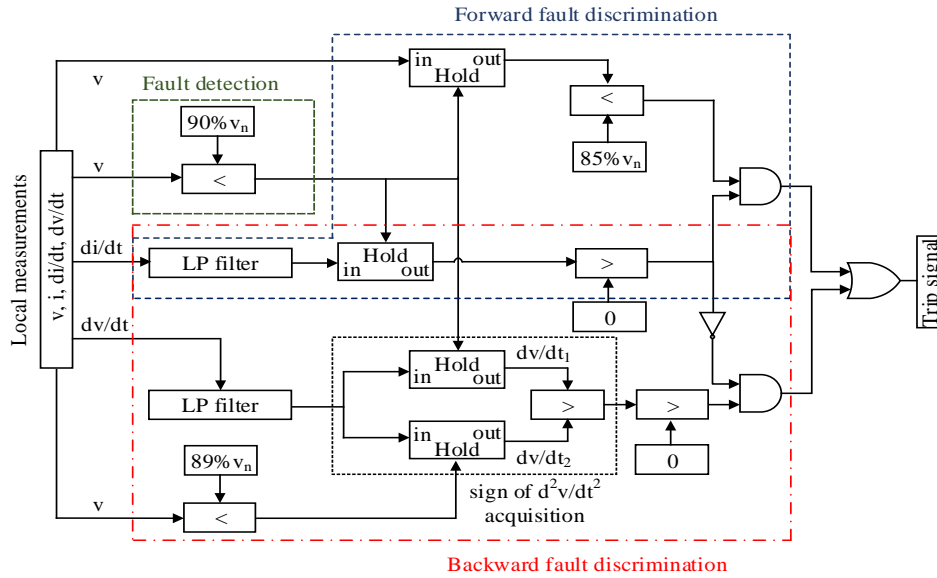 Forward fault discrimination
in out
Hold
v
Fault detection
90% vₙ
<
85% vₙ
v
<
Local measurements
v, i, di/dt, dv/dt
di/dt
LP filter
Hold
in out
>
0
Trip signal
dv/dt
LP filter
Hold
in out
dv/dt₁
>
>
in out
Hold
dv/dt₂
0
89% vₙ
v
<
sign of d²v/dt²
acquisition
Backward fault discrimination